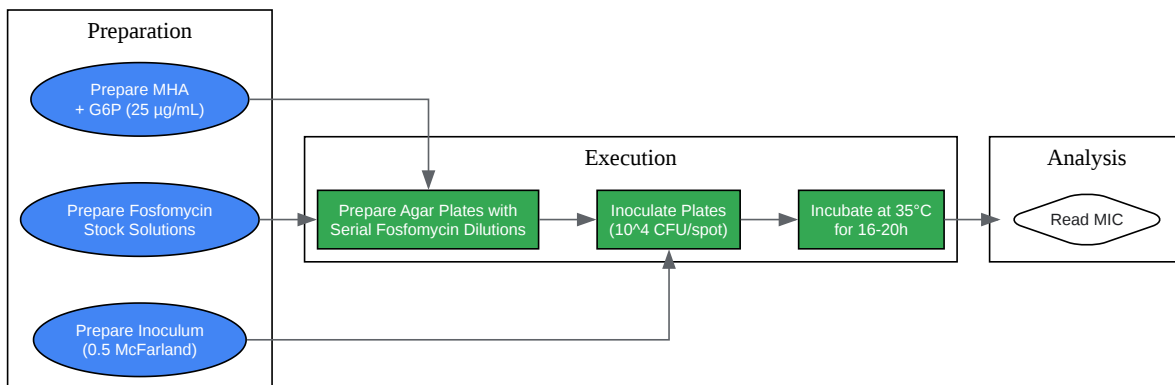 Preparation
Prepare MHA
+ G6P (25 µg/mL)
Prepare Fosfomycin
Stock Solutions
Prepare Inoculum
(0.5 McFarland)
Execution
Prepare Agar Plates with
Serial Fosfomycin Dilutions
Inoculate Plates
(10^4 CFU/spot)
Incubate at 35°C
for 16-20h
Analysis
Read MIC